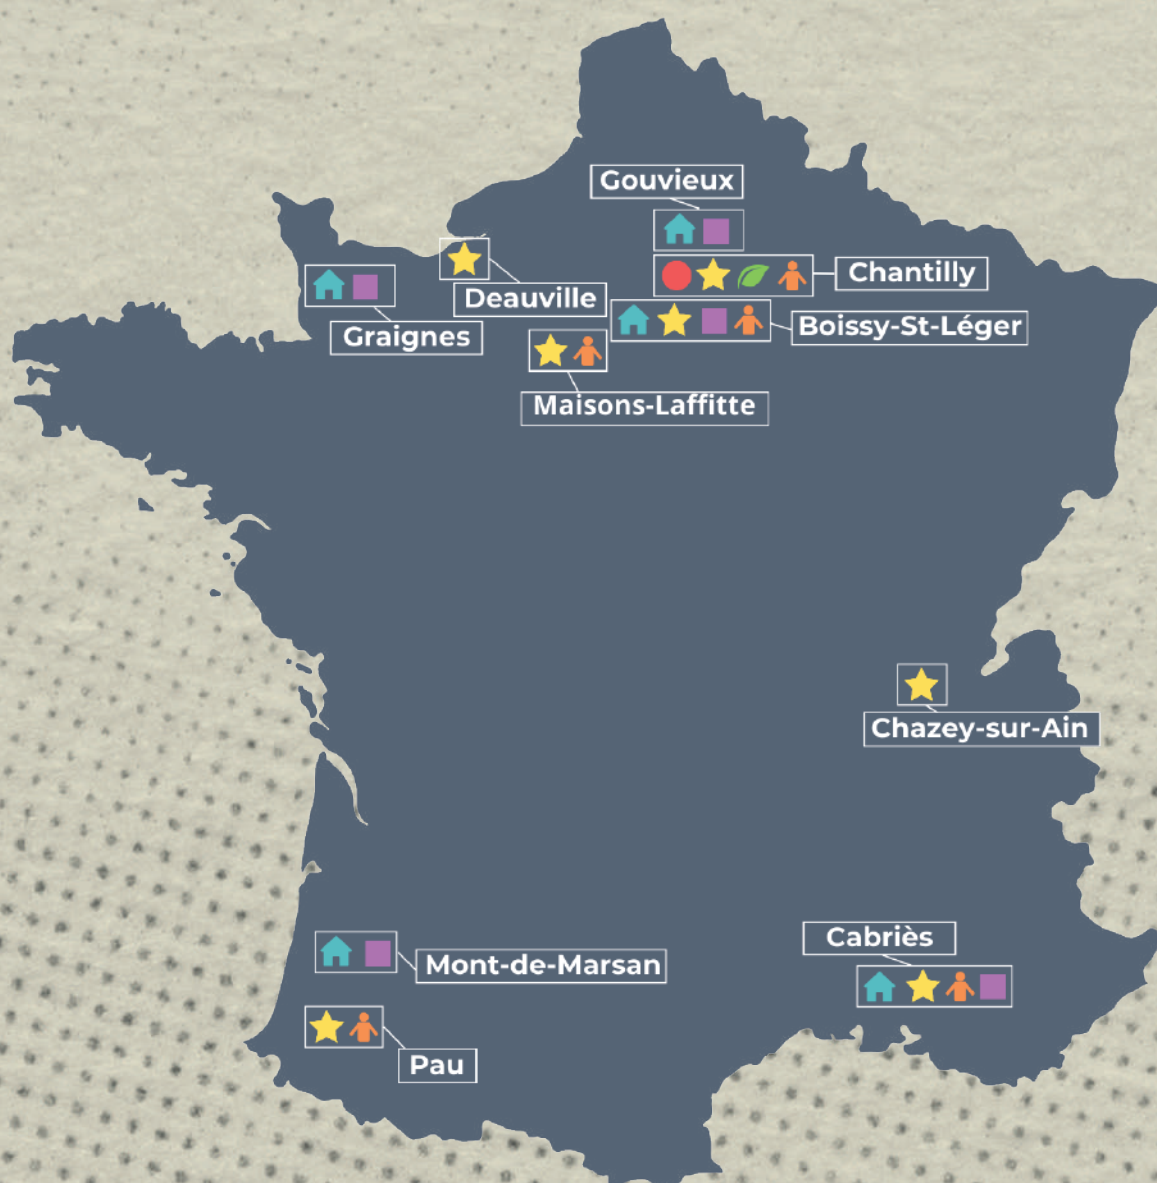 Gouvieux
Chantilly
Deauville
Boissy-St-Léger
Graignes
Maisons-Laffitte
Chazey-sur-Ain
Cabriès
Mont-de-Marsan
Pau